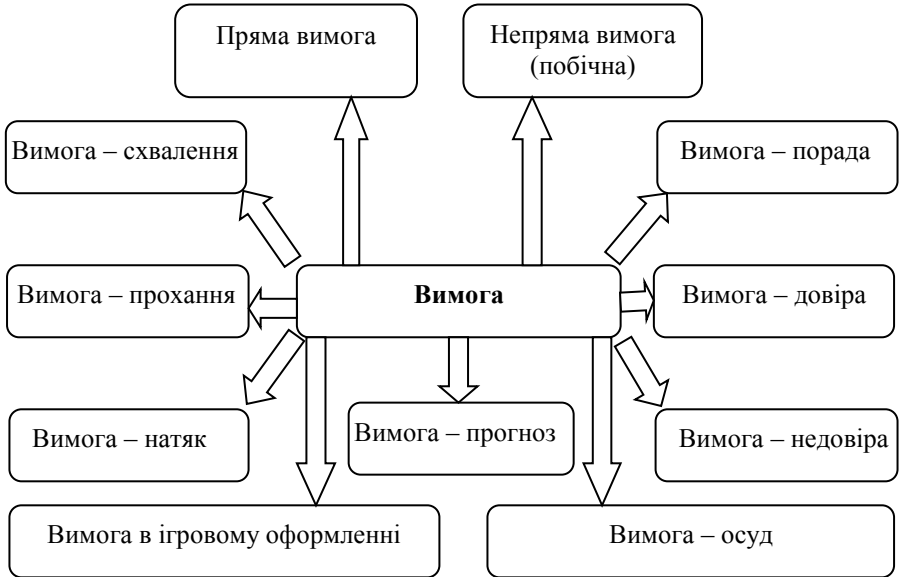 Пряма вимога
Непряма вимога
(побічна)
Вимога – схвалення
Вимога – порада
Вимога – прохання
Вимога
Вимога – довіра
Вимога – натяк
Вимога – прогноз
Вимога – недовіра
Вимога в ігровому оформленні
Вимога – осуд